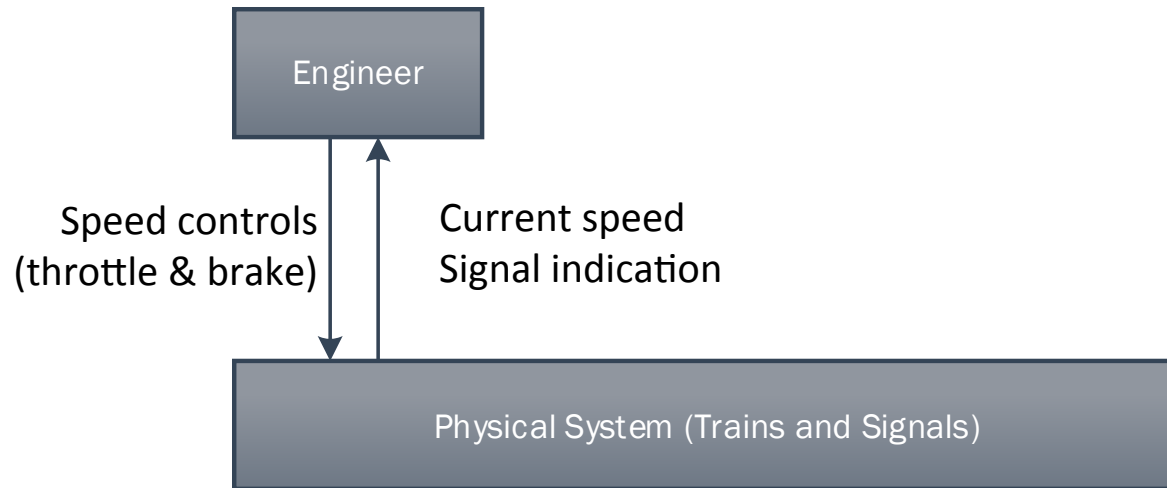 Engineer
Speed controls
(throttle & brake)
Current speed
Signal indication
Physical System (Trains and Signals)